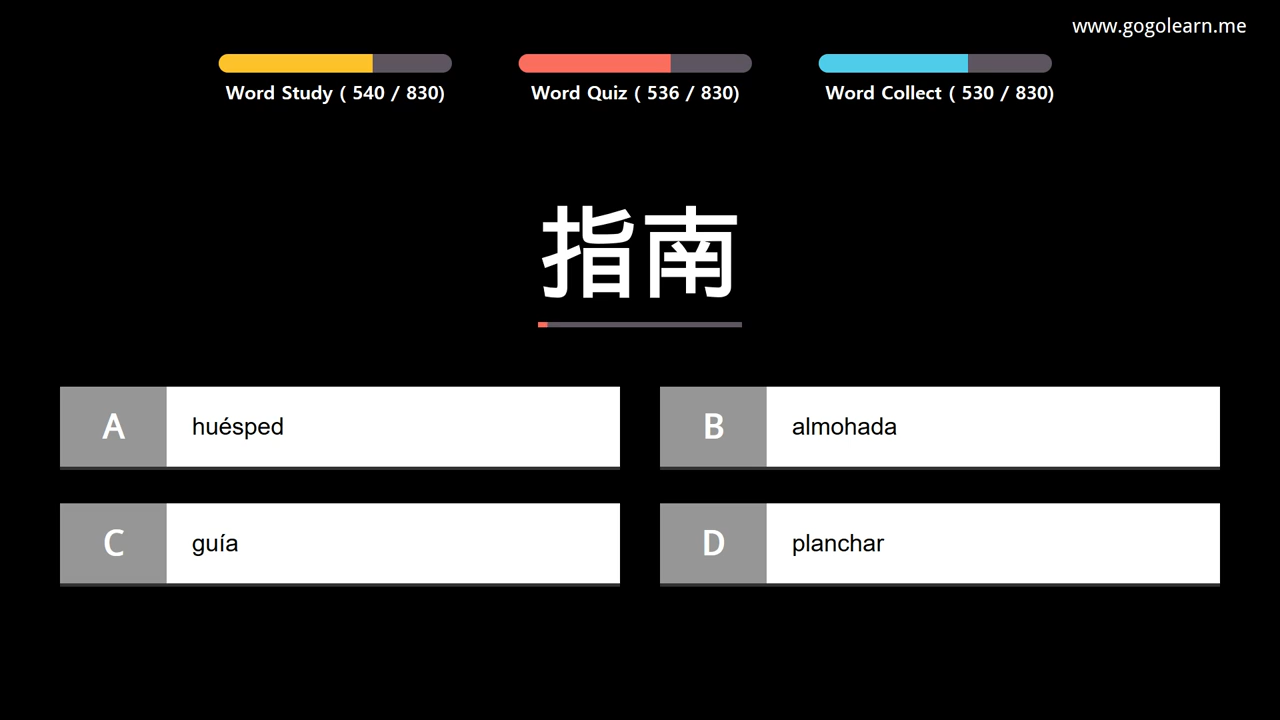 www.gogolearn.me
Word Study ( 540 / 830)
Word Quiz ( 536 / 830)
Word Collect ( 530 / 830)
指南
A huésped
B almohada
C guía
D planchar